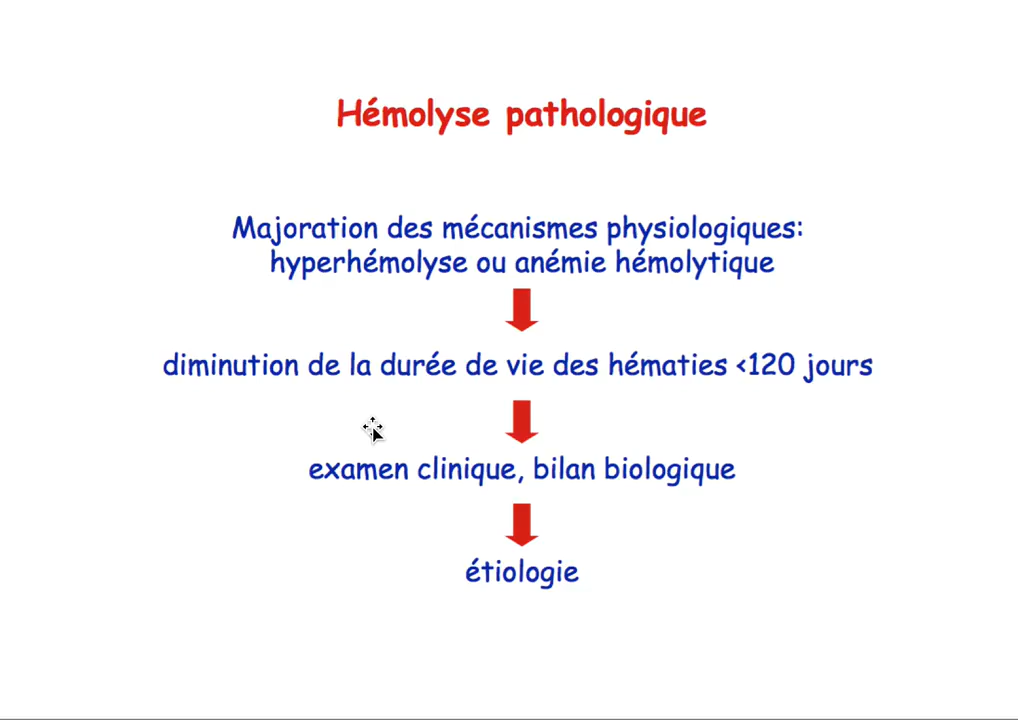 Hémolyse pathologique
Majoration des mécanismes physiologiques:
hyperhémolyse ou anémie hémolytique
diminution de la durée de vie des hématies <120 jours
examen clinique, bilan biologique
étiologie